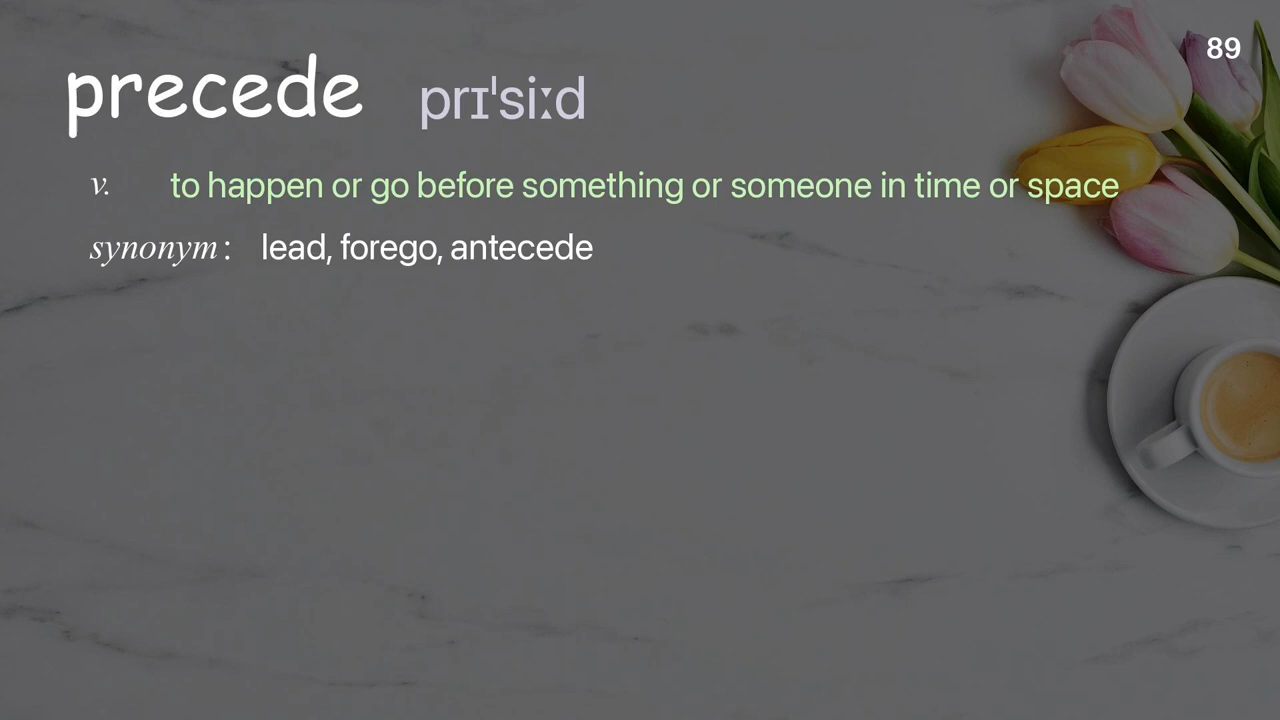 89
precede prɪˈsiːd
v. to happen or go before something or someone in time or space
synonym : lead, forego, antecede